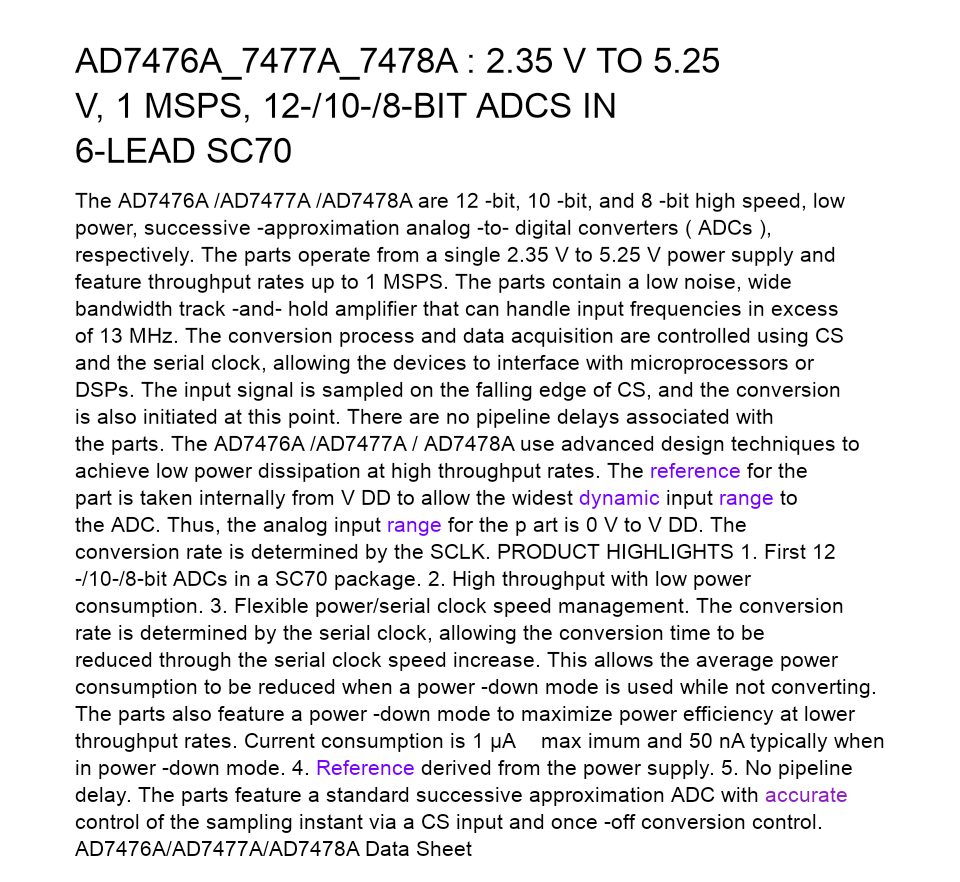 AD7476A_7477A_7478A : 2.35 V TO 5.25
V, 1 MSPS, 12-/10-/8-BIT ADCS IN
6-LEAD SC70
The AD7476A /AD7477A /AD7478A are 12 -bit, 10 -bit, and 8 -bit high speed, low
power, successive -approximation analog -to- digital converters ( ADCs ),
respectively. The parts operate from a single 2.35 V to 5.25 V power supply and
feature throughput rates up to 1 MSPS. The parts contain a low noise, wide
bandwidth track -and- hold amplifier that can handle input frequencies in excess
of 13 MHz. The conversion process and data acquisition are controlled using CS
and the serial clock, allowing the devices to interface with microprocessors or
DSPs. The input signal is sampled on the falling edge of CS, and the conversion
is also initiated at this point. There are no pipeline delays associated with
the parts. The AD7476A /AD7477A / AD7478A use advanced design techniques to
achieve low power dissipation at high throughput rates. The reference for the
part is taken internally from V DD to allow the widest dynamic input range to
the ADC. Thus, the analog input range for the p art is 0 V to V DD. The
conversion rate is determined by the SCLK. PRODUCT HIGHLIGHTS 1. First 12
-/10-/8-bit ADCs in a SC70 package. 2. High throughput with low power
consumption. 3. Flexible power/serial clock speed management. The conversion
rate is determined by the serial clock, allowing the conversion time to be
reduced through the serial clock speed increase. This allows the average power
consumption to be reduced when a power -down mode is used while not converting.
The parts also feature a power -down mode to maximize power efficiency at lower
throughput rates. Current consumption is 1 µA max imum and 50 nA typically when
in power -down mode. 4. Reference derived from the power supply. 5. No pipeline
delay. The parts feature a standard successive approximation ADC with accurate
control of the sampling instant via a CS input and once -off conversion control.
AD7476A/AD7477A/AD7478A Data Sheet